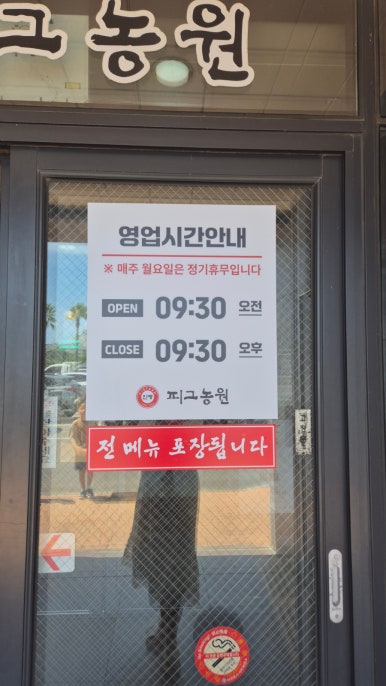 피그농원
영업시간안내
※ 매주 월요일은 정기휴무입니다
OPEN 09:30 오전
CLOSE 09:30 오후
피그농원
전 메뉴 포장됩니다